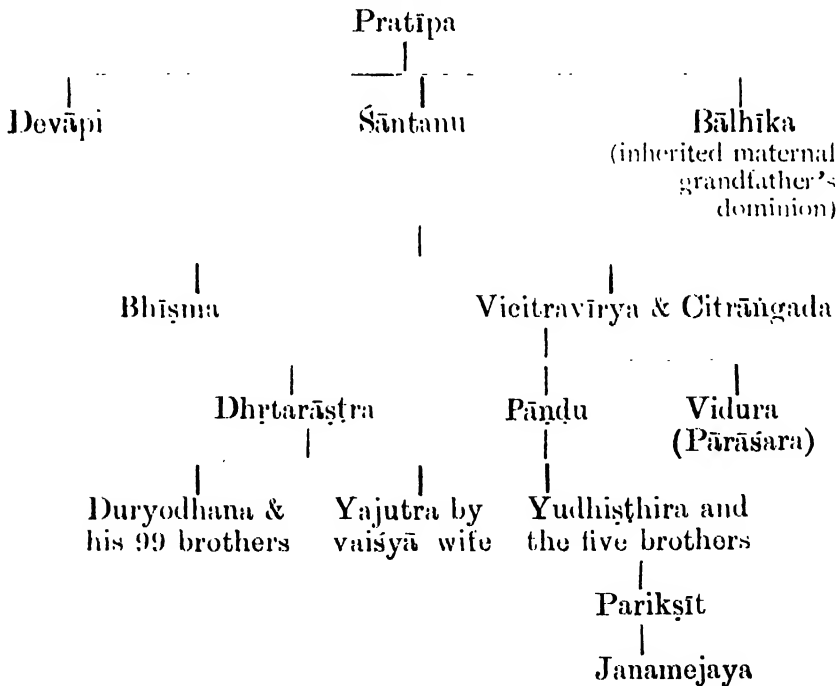 Pratīpa
Devāpi Śāntanu Bālhīka
(inherited maternal
grandfather's
dominion)
Bhīṣma Vicitravīrya & Citrāṅgada
Dhṛtarāṣṭra Pāṇḍu Vidura
(Pārāśara)
Duryodhana & Yajutra by Yudhiṣṭhira and
his 99 brothers vaiśyā wife the five brothers
Parikṣīt
Janamejaya